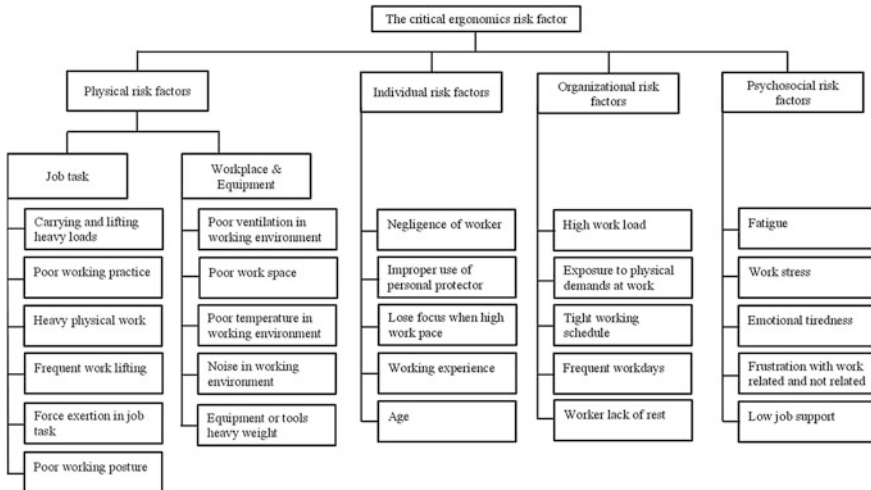 The critical ergonomics risk factor
Physical risk factors
Individual risk factors
Organizational risk
factors
Psychosocial risk
factors
Job task
Workplace &
Equipment
Carrying and lifting
heavy loads
Poor working practice
Heavy physical work
Frequent work lifting
Force exertion in job
task
Poor working posture
Poor ventilation in
working environment
Poor work space
Poor temperature in
working environment
Noise in working
environment
Equipment or tools
heavy weight
Negligence of worker
Improper use of
personal protector
Lose focus when high
work pace
Working experience
Age
High work load
Exposure to physical
demands at work
Tight working
schedule
Frequent workdays
Worker lack of rest
Fatigue
Work stress
Emotional tiredness
Frustration with work
related and not related
Low job support